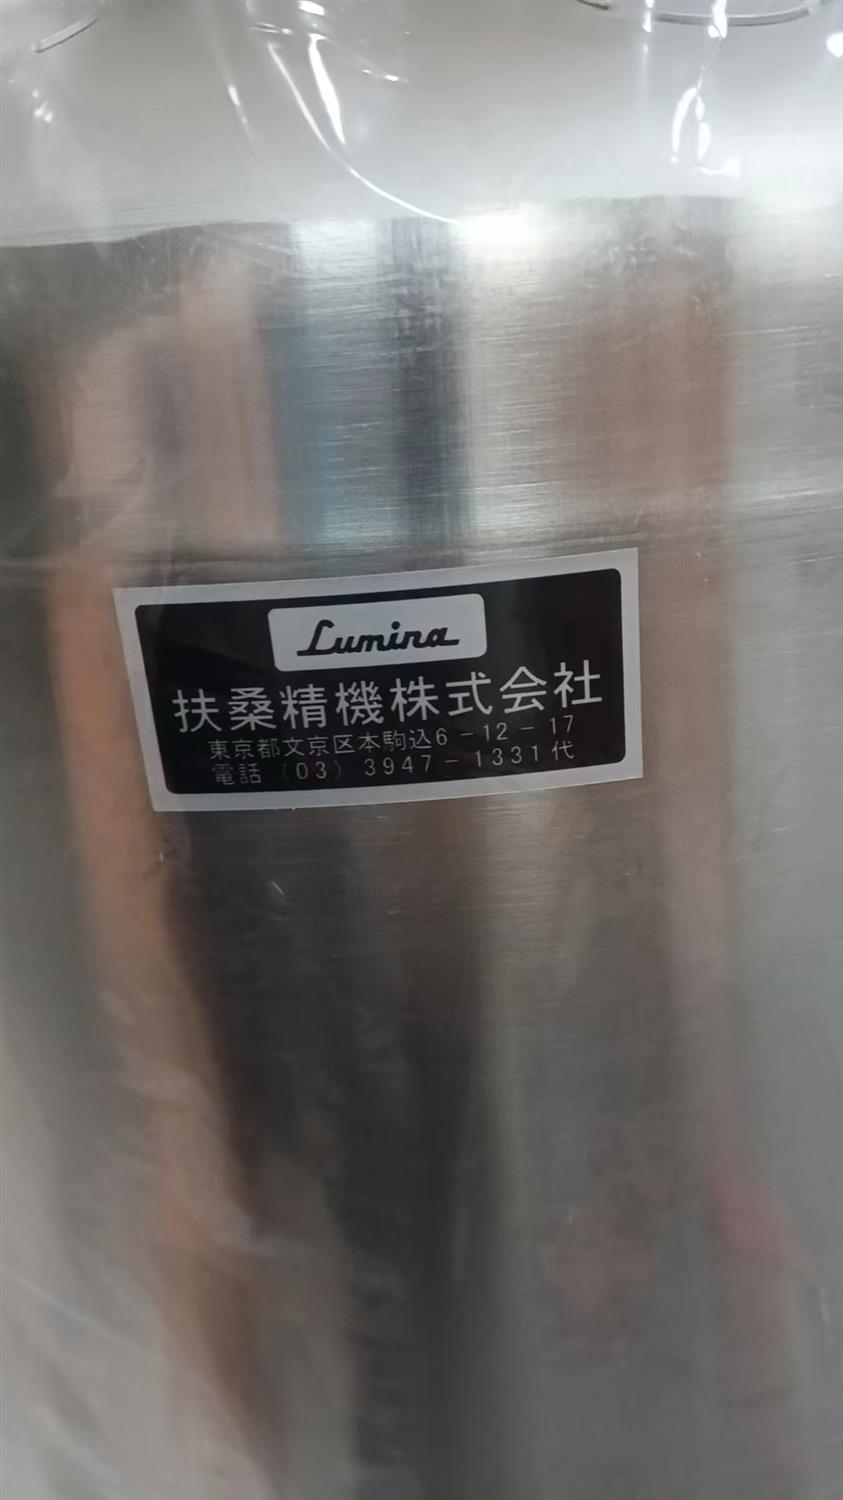 Lumina
扶桑精機株式会社
東京都文京区本駒込6-12-17
電話 (03) 3947-1331代